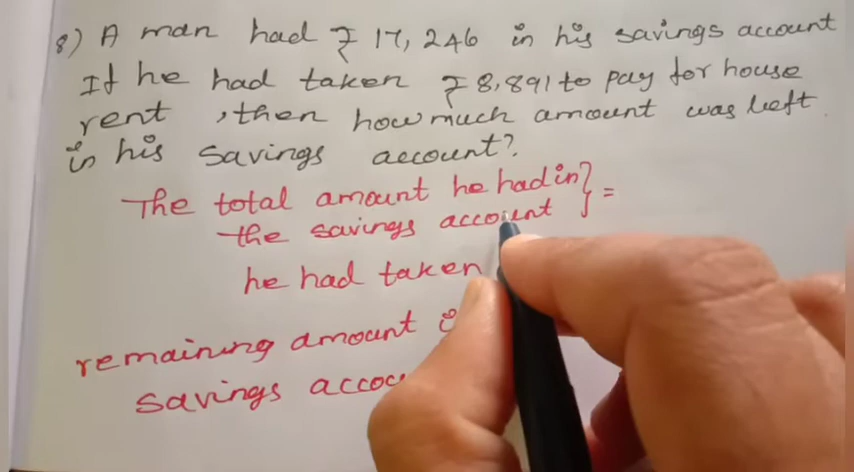 8) A man had ₹ 17, 246 in his savings account
If he had taken ₹8,891 to pay for house
rent , then how much amount was left
in his savings account?
The total amount he had in } =
the savings account
he had taken
remaining amount
savings